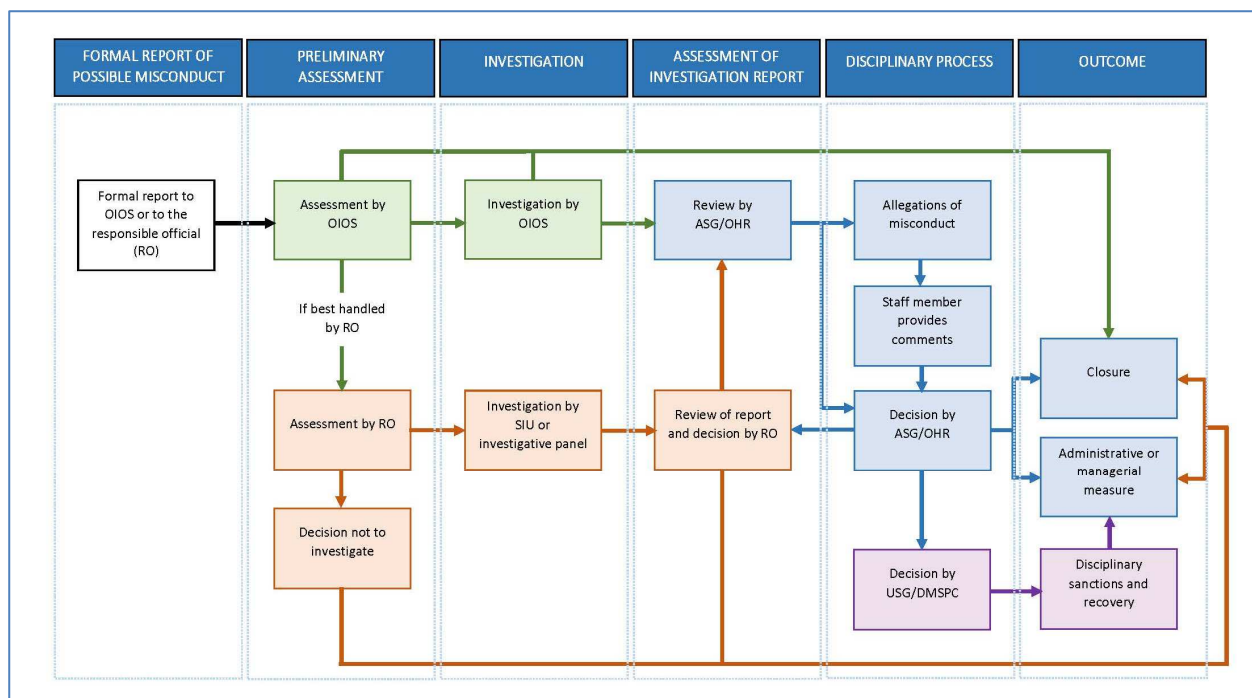 FORMAL REPORT OF
POSSIBLE MISCONDUCT
PRELIMINARY
ASSESSMENT
INVESTIGATION
ASSESSMENT OF
INVESTIGATION REPORT
DISCIPLINARY PROCESS
OUTCOME
Formal report to
OIOS or to the
responsible official
(RO)
Assessment by
OIOS
Investigation by
OIOS
Review by
ASG/OHR
Allegations of
misconduct
If best handled
by RO
Staff member
provides
comments
Closure
Assessment by RO
Investigation by
SIU or
investigative panel
Review of report
and decision by RO
Decision by
ASG/OHR
Administrative or
managerial
measure
Decision not to
investigate
Decision by
USG/DMSPC
Disciplinary
sanctions and
recovery